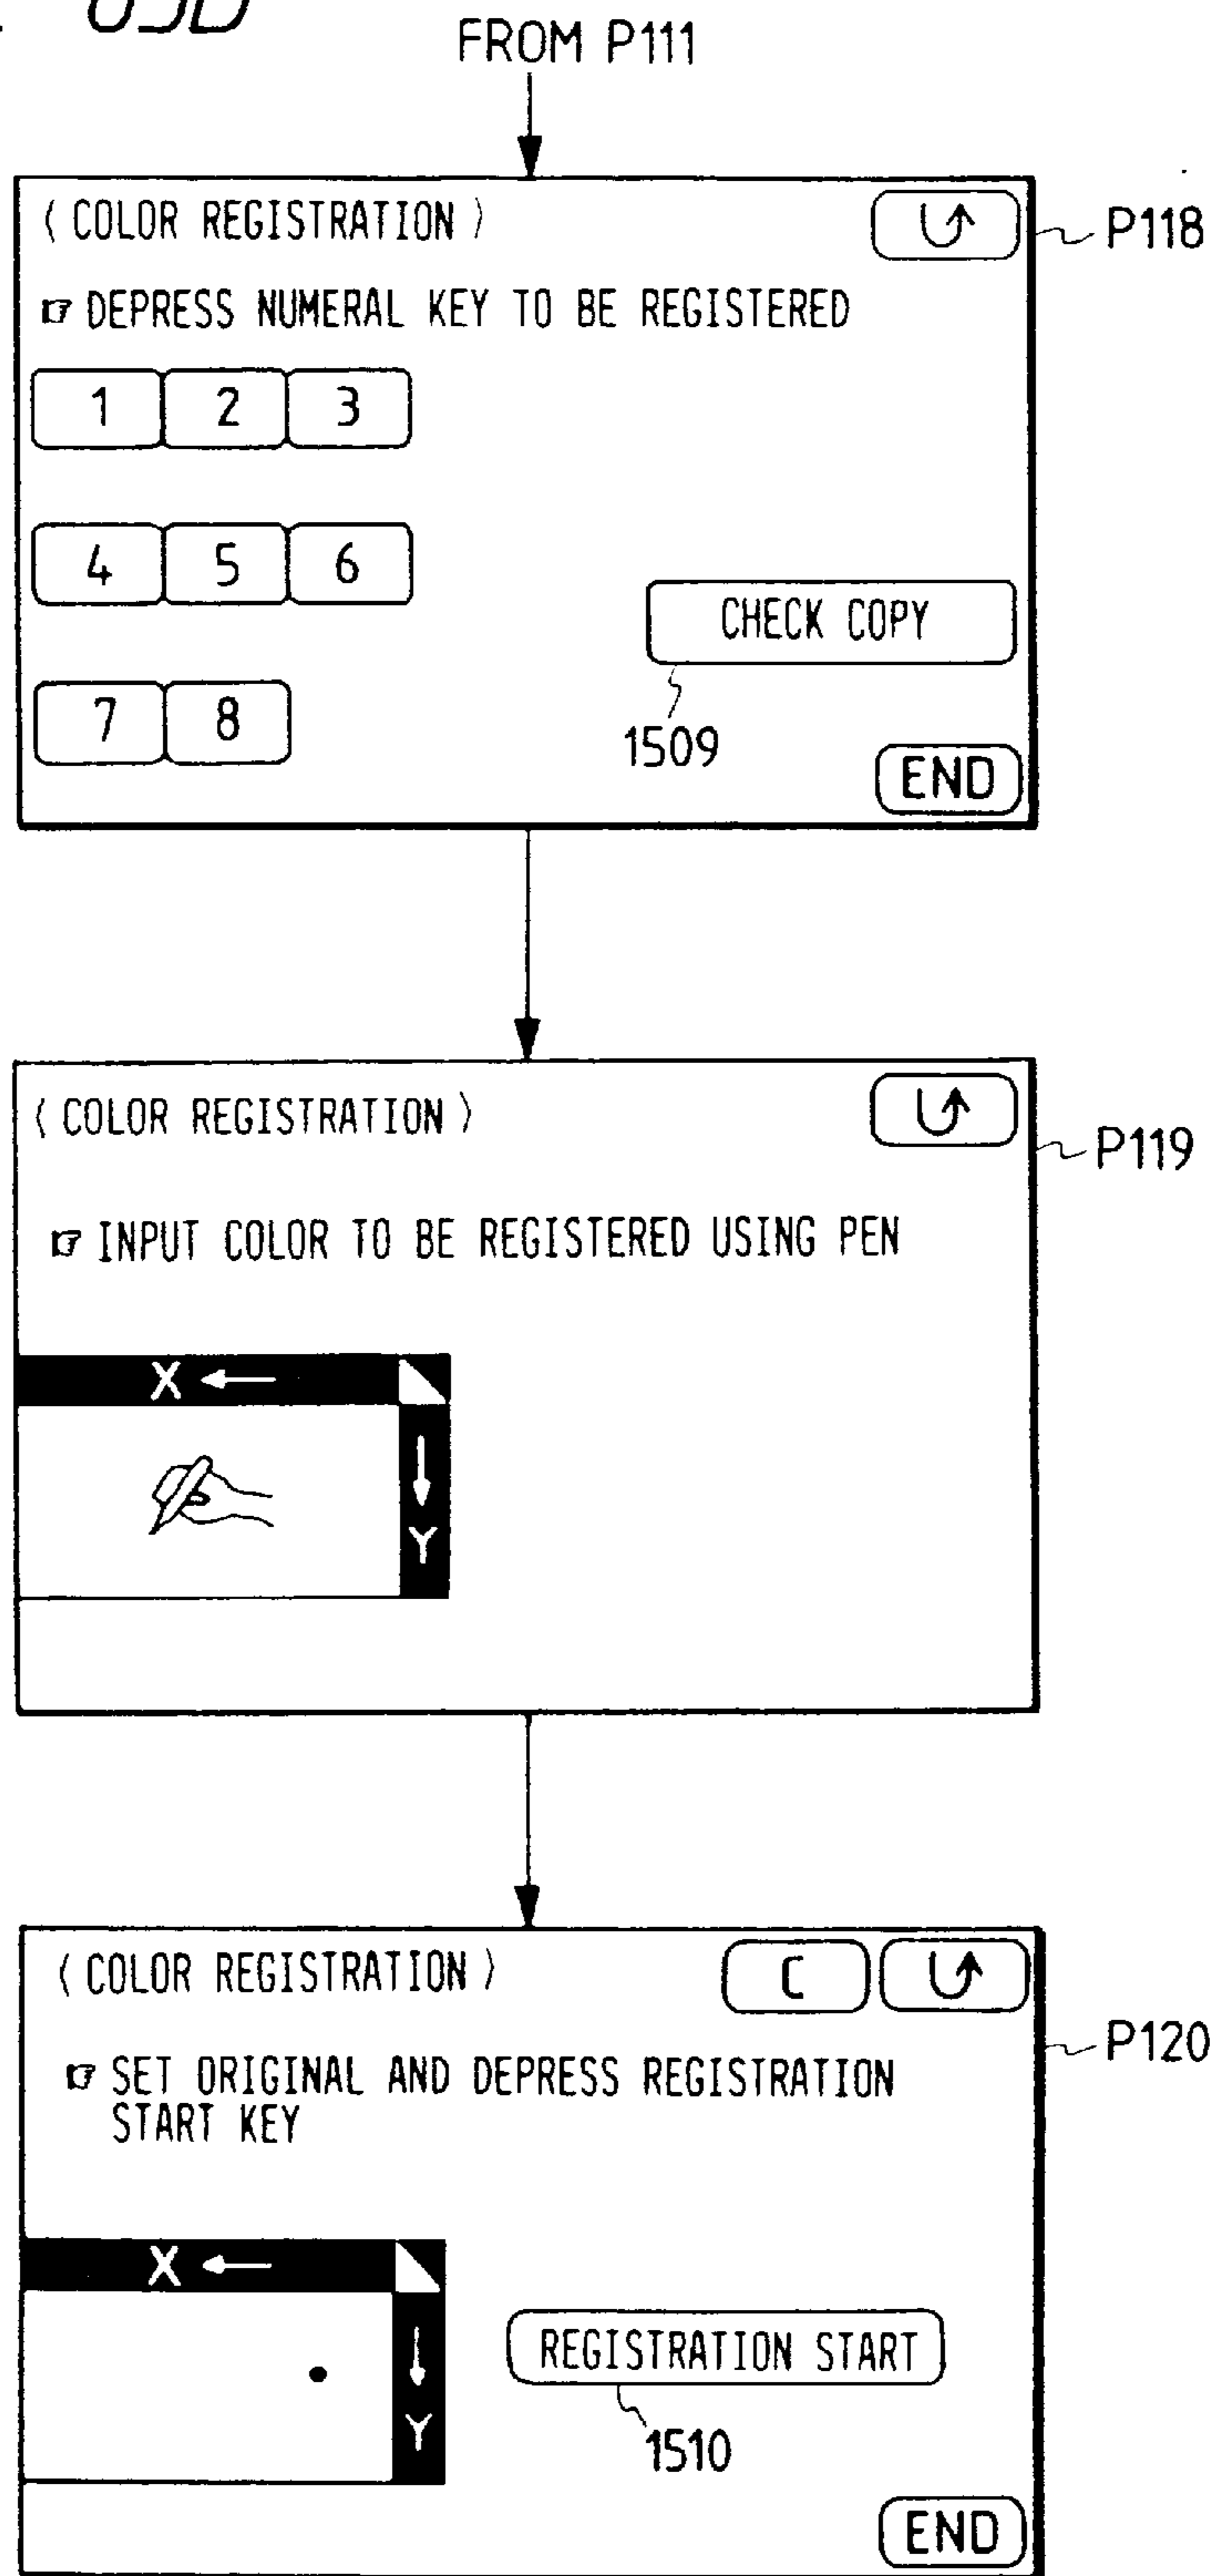 FROM P111
⟨ COLOR REGISTRATION ⟩
P118
☞ DEPRESS NUMERAL KEY TO BE REGISTERED
1 2 3
4 5 6
CHECK COPY
7 8
1509
END
⟨ COLOR REGISTRATION ⟩
P119
☞ INPUT COLOR TO BE REGISTERED USING PEN
X ←
↓
Y
⟨ COLOR REGISTRATION ⟩
C
P120
☞ SET ORIGINAL AND DEPRESS REGISTRATION
START KEY
X ←
↓
REGISTRATION START
Y
1510
END